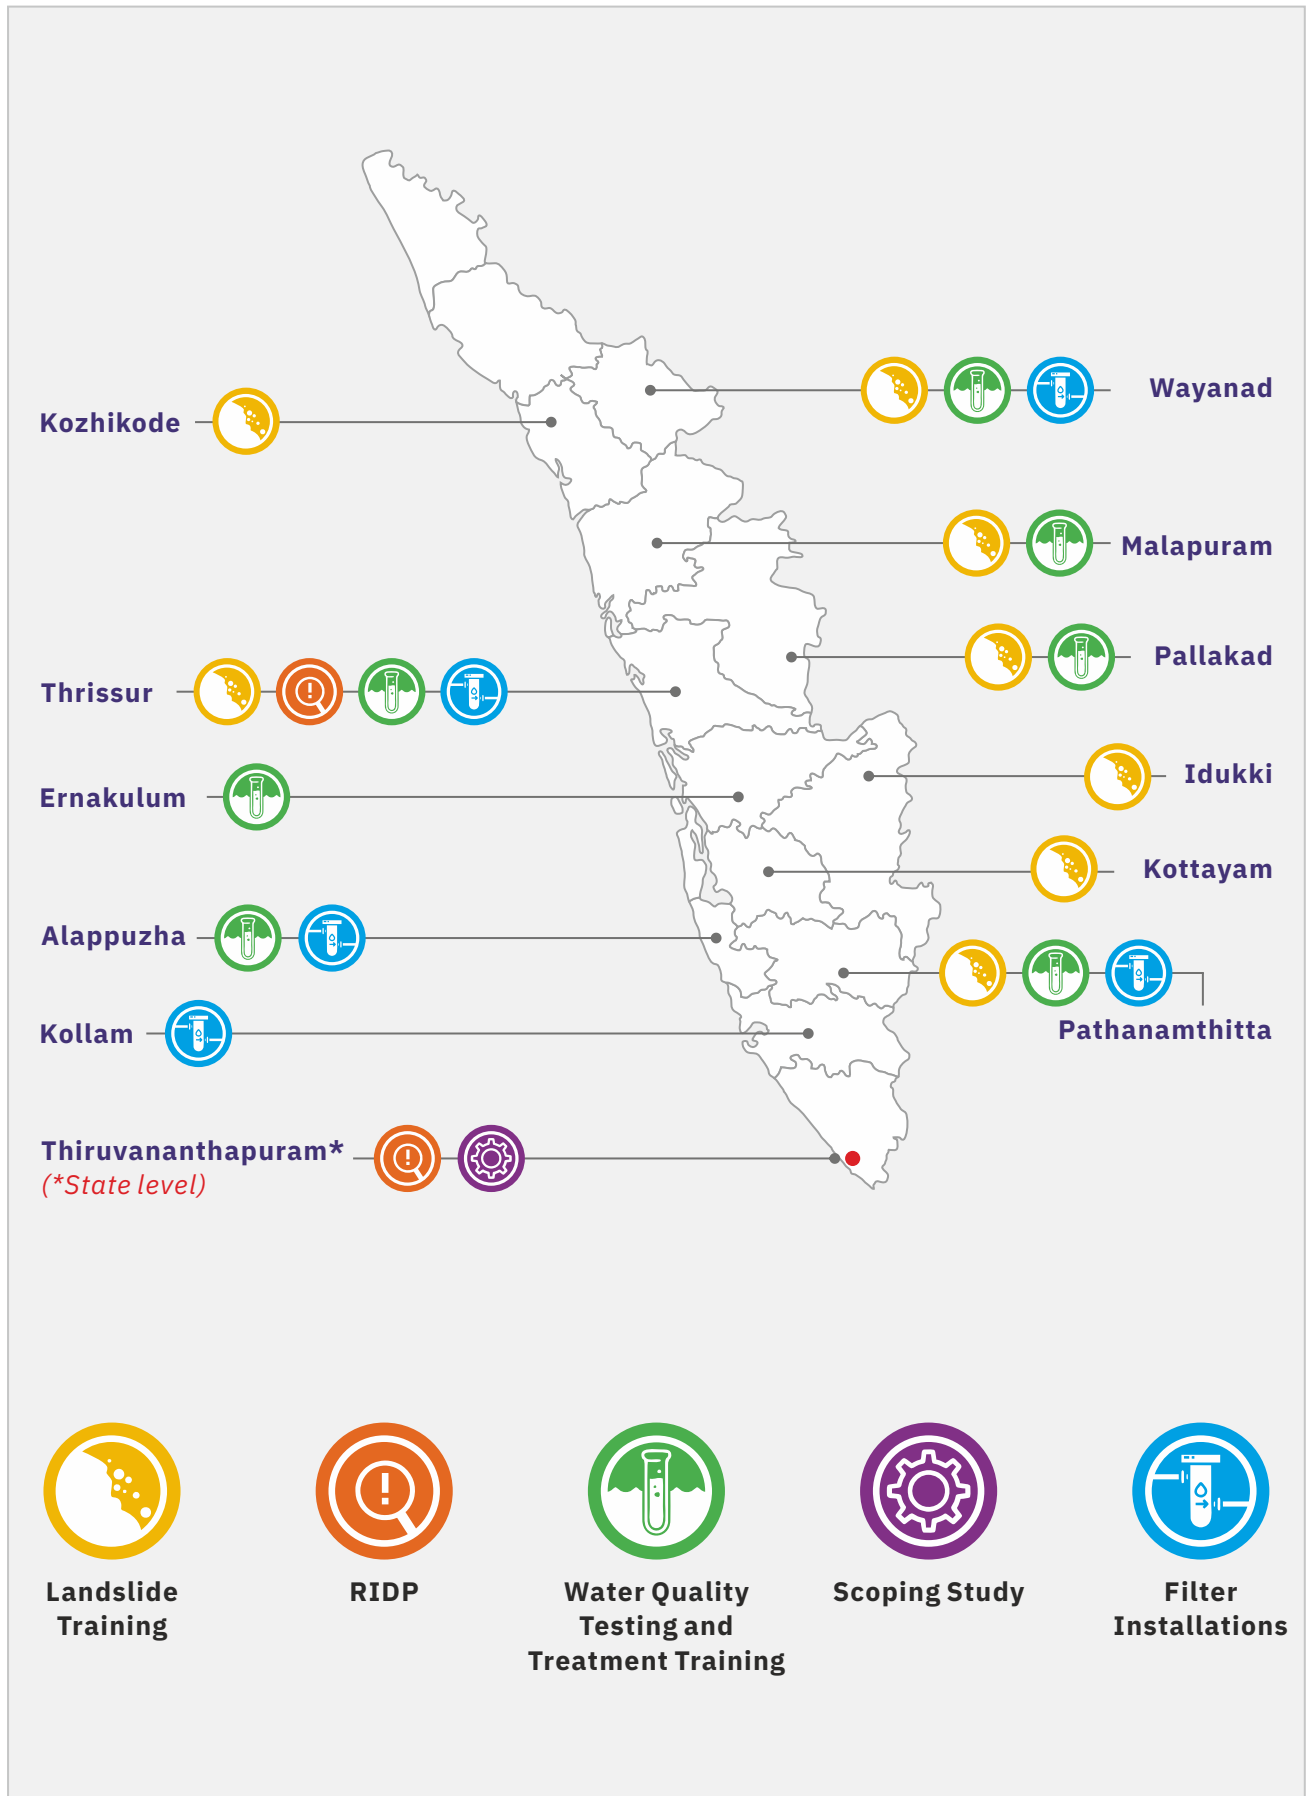 Wayanad
Kozhikode
Malapuram
Pallakad
Thrissur
Idukki
Ernakulum
Kottayam
Alappuzha
Pathanamthitta
Kollam
Thiruvananthapuram*
(*State level)
Landslide
Training
RIDP
Water Quality
Testing and
Treatment Training
Scoping Study
Filter
Installations